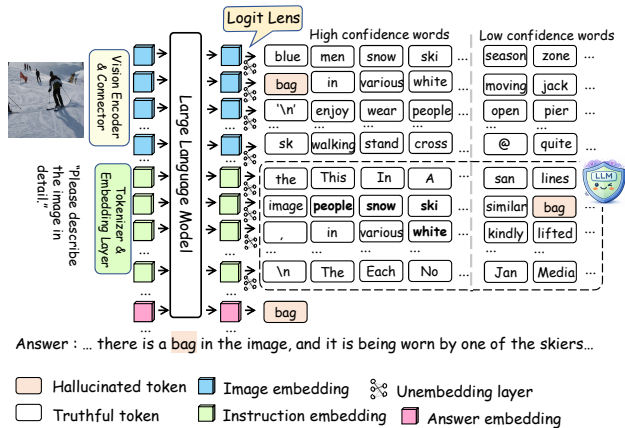 Logit Lens
High confidence words
Low confidence words
Vision Encoder
& Connector
Large Language Model
blue men snow ski ... season zone ...
bag in various white ... moving jack ...
'\n' enjoy wear people ... open pier ...
... ... ...
sk walking stand cross ... @ quite ...
"Please describe
the image in
detail."
Tokenizer &
Embedding Layer
the This In A ... san lines ...
LLM
image people snow ski ... similar bag ...
, in various white ... kindly lifted ...
... ... ...
\n The Each No ... Jan Media ...
... ...
bag
... ...
Answer : ... there is a bag in the image, and it is being worn by one of the skiers...
Hallucinated token
Image embedding
Unembedding layer
Truthful token
Instruction embedding
Answer embedding